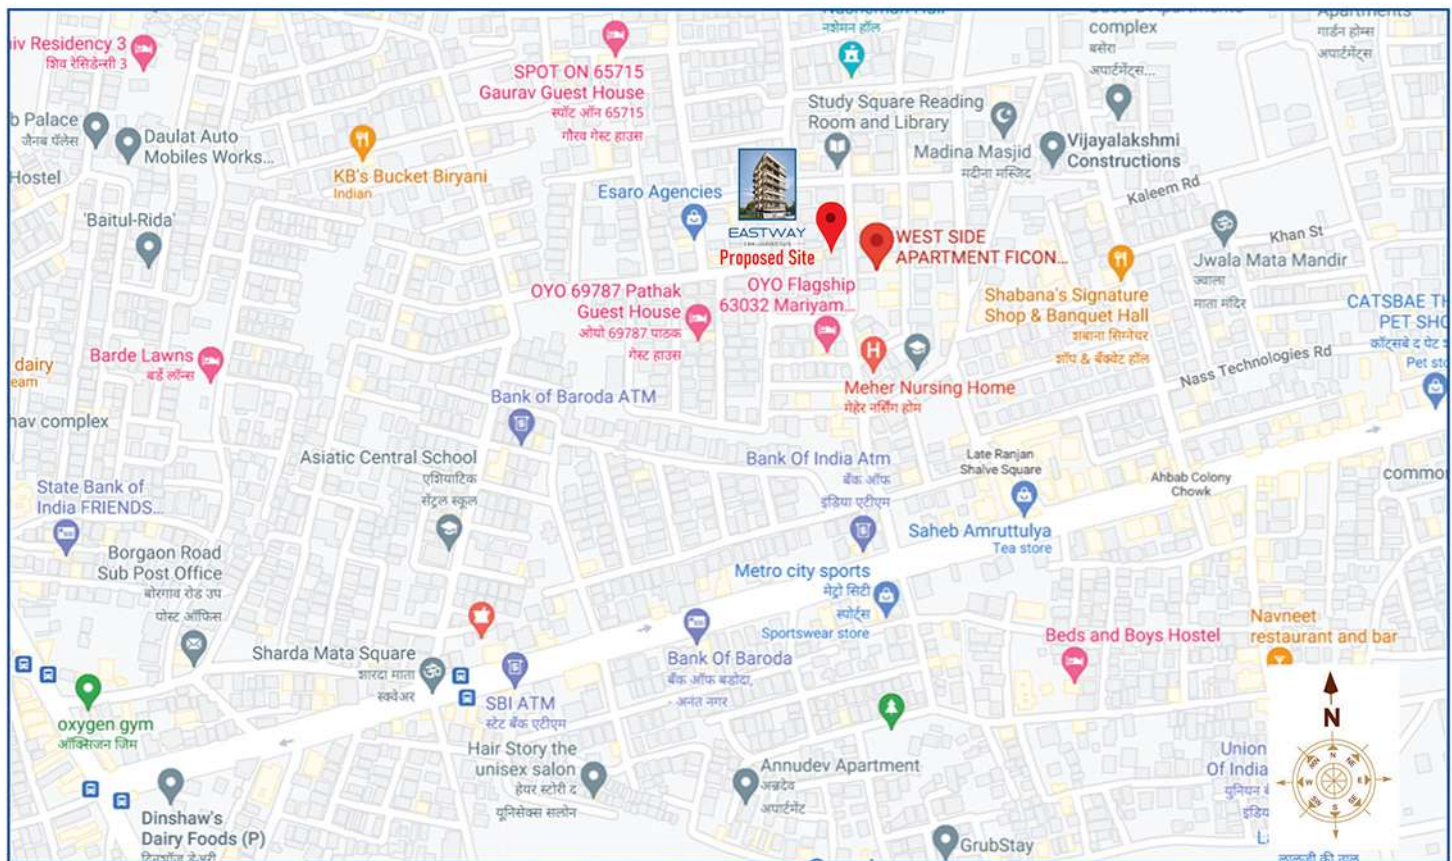 नशेमन हॉल
complex
बसेरा
अपार्टमेंट्स...
Apartments
गार्डन होम्स
अपार्टमेंट्स
iv Residency 3
शिव रेसिडेन्सी 3
SPOT ON 65715
Gaurav Guest House
स्पॉट ऑन 65715
गौरव गेस्ट हाउस
Study Square Reading
Room and Library
b Palace
जैनब पॅलेस
Daulat Auto
Mobiles Works...
Madina Masjid
मदीना मस्जिद
Vijayalakshmi
Constructions
Hostel
KB's Bucket Biryani
Indian
Esaro Agencies
Kaleem Rd
'Baitul-Rida'
EASTWAY
Proposed Site
WEST SIDE
APARTMENT FICON...
Khan St
Jwala Mata Mandir
ज्वाला
माता मंदिर
OYO 69787 Pathak
Guest House
ओयो 69787 पाठक
गेस्ट हाउस
OYO Flagship
63032 Mariyam...
Shabana's Signature
Shop & Banquet Hall
शबाना सिग्नेचर
शॉप & बॅंक्वेट हॉल
CATSBAE TH
PET SHO
कॅट्सबे द पेट श
Pet sto
Barde Lawns
बर्डे लॉन्स
dairy
eam
Nass Technologies Rd
H
Meher Nursing Home
मेहेर नर्सिंग होम
Bank of Baroda ATM
nav complex
Asiatic Central School
एशियाटिक
सेंट्रल स्कूल
Bank Of India Atm
बँक ऑफ
इंडिया एटीएम
Late Ranjan
Shalve Square
Ahbab Colony
Chowk
common
State Bank of
India FRIENDS...
Saheb Amruttulya
Tea store
Borgaon Road
Sub Post Office
बोरगाव रोड उप
पोस्ट ऑफिस
Metro city sports
मेट्रो सिटी
स्पोर्ट्स
Sportswear store
Navneet
restaurant and bar
Beds and Boys Hostel
Sharda Mata Square
शारदा माता
स्क्वेअर
Bank Of Baroda
बैंक ऑफ बडोदा,
- अनंत नगर
SBI ATM
स्टेट बँक एटीएम
oxygen gym
ऑक्सिजन जिम
N
Hair Story the
unisex salon
हेयर स्टोरी द
यूनिसेक्स सलोन
Annudev Apartment
अन्नदेव
अपार्टमेंट
Union
Of India
युनियन बँ
इंडिय
N
NE
E
SE
S
SW
W
NW
Dinshaw's
Dairy Foods (P)
GrubStay